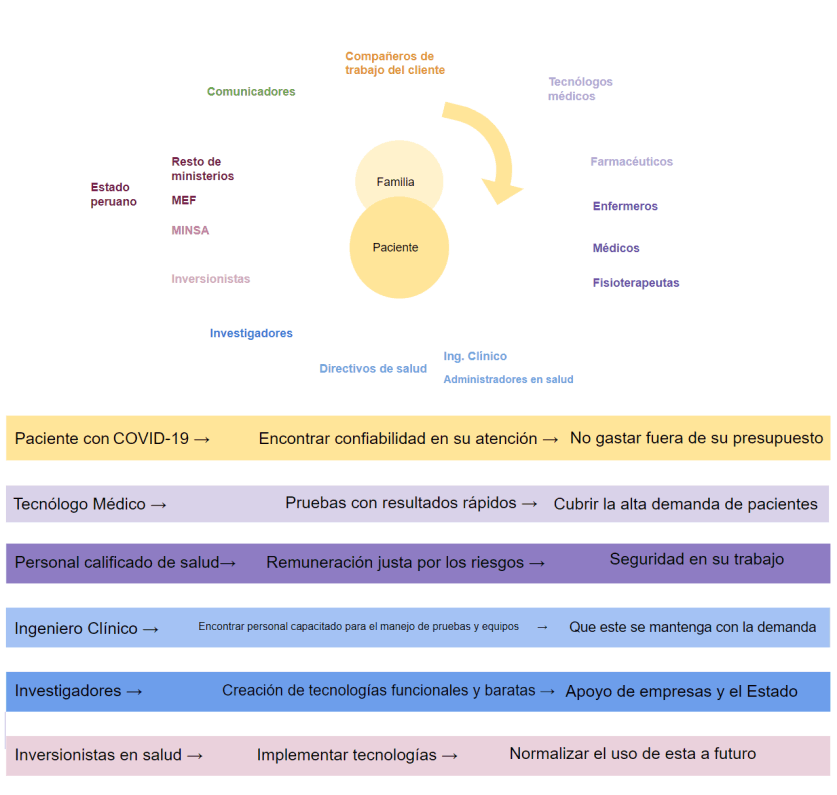 Compañeros de
trabajo del cliente
Comunicadores
Tecnólogos
médicos
Resto de
ministerios
Estado
peruano
MEF
MINSA
Inversionistas
Familia
Paciente
Farmacéuticos
Enfermeros
Médicos
Fisioterapeutas
Investigadores
Directivos de salud
Ing. Clínico
Administradores en salud
Paciente con COVID-19 → Encontrar confiabilidad en su atención → No gastar fuera de su presupuesto
Tecnólogo Médico → Pruebas con resultados rápidos → Cubrir la alta demanda de pacientes
Personal calificado de salud→ Remuneración justa por los riesgos → Seguridad en su trabajo
Ingeniero Clínico → Encontrar personal capacitado para el manejo de pruebas y equipos → Que este se mantenga con la demanda
Investigadores → Creación de tecnologías funcionales y baratas → Apoyo de empresas y el Estado
Inversionistas en salud → Implementar tecnologías → Normalizar el uso de esta a futuro